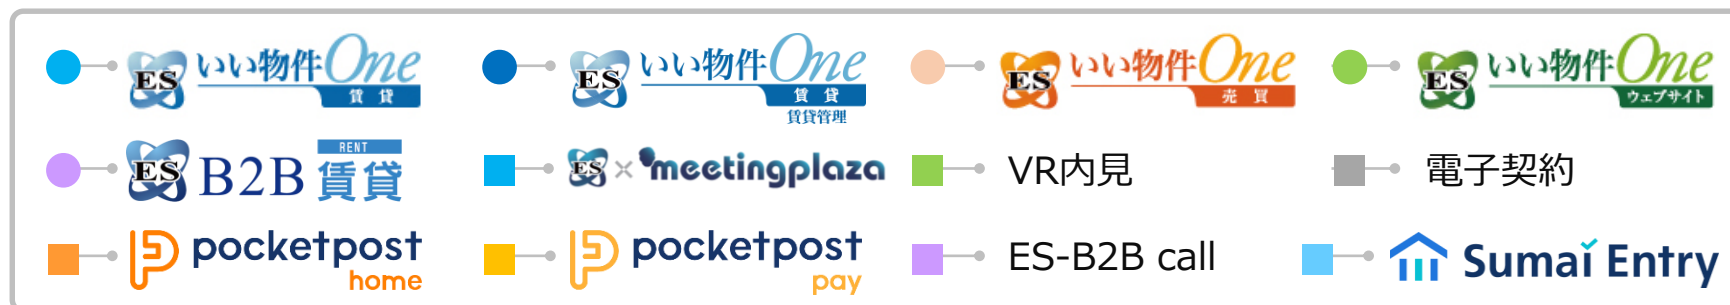 ES いい物件One 賃貸
ES いい物件One 賃貸 賃貸管理
ES いい物件One 売買
ES いい物件One ウェブサイト
ES B2B RENT 賃貸
ES × meetingplaza
VR内見
電子契約
pocketpost home
pocketpost pay
ES-B2B call
Sumai Entry